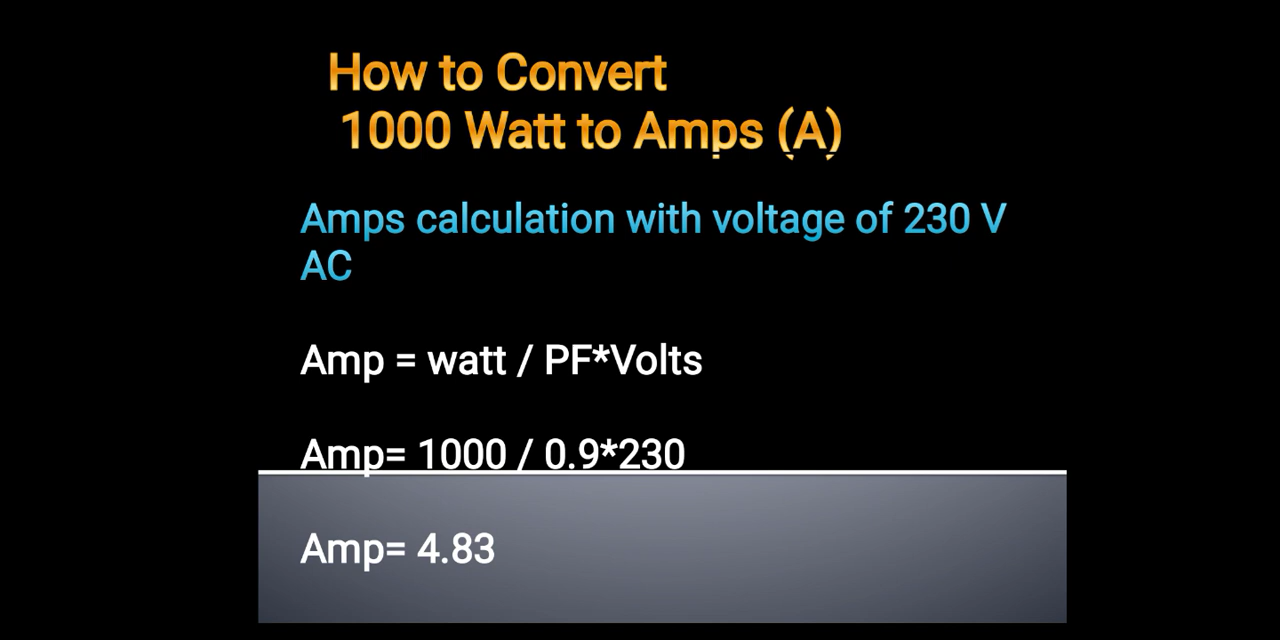 How to Convert
1000 Watt to Amps (A)
Amps calculation with voltage of 230 V
AC
Amp = watt / PF*Volts
Amp= 1000 / 0.9*230
Amp= 4.83